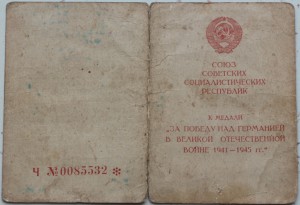 Ч №0085532 ✻
СОЮЗ
СОВЕТСКИХ
СОЦИАЛИСТИЧЕСКИХ
РЕСПУБЛИК
К МЕДАЛИ
„ЗА ПОБЕДУ НАД ГЕРМАНИЕЙ
В ВЕЛИКОЙ ОТЕЧЕСТВЕННОЙ
ВОЙНЕ 1941–1945 гг.“